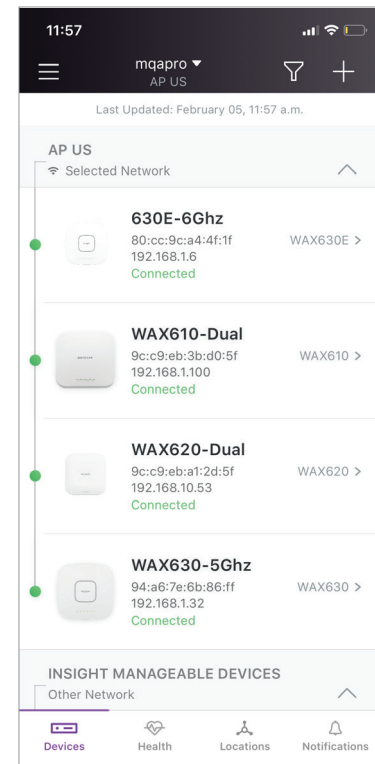 11:57
mqapro ▼
AP US
Last Updated: February 05, 11:57 a.m.
AP US
Selected Network
630E-6Ghz
80:cc:9c:a4:4f:1f
WAX630E >
192.168.1.6
Connected
WAX610-Dual
9c:c9:eb:3b:d0:5f
WAX610 >
192.168.1.100
Connected
WAX620-Dual
9c:c9:eb:a1:2d:5f
WAX620 >
192.168.10.53
Connected
WAX630-5Ghz
94:a6:7e:6b:86:ff
WAX630 >
192.168.1.32
Connected
INSIGHT MANAGEABLE DEVICES
Other Network
Devices Health Locations Notifications